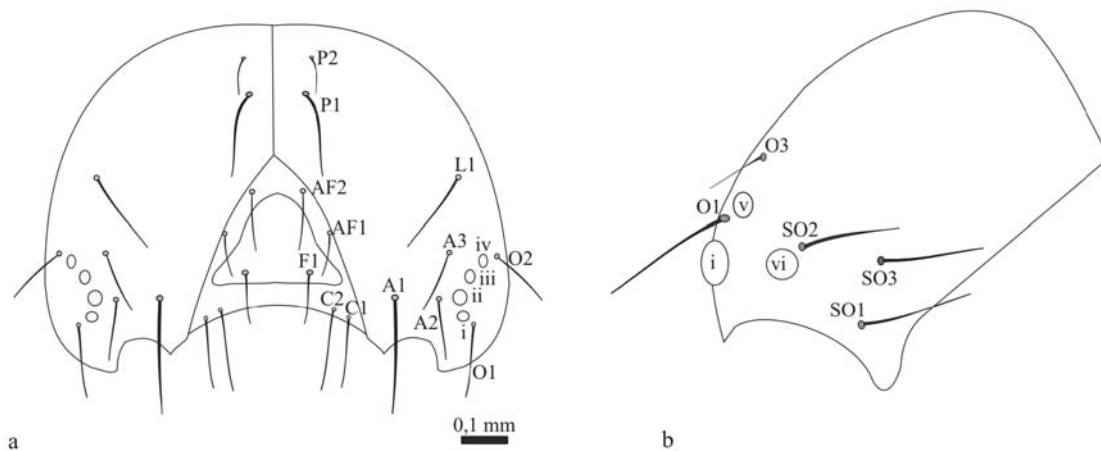 P2
P1
L1
AF2
AF1
A3
iv
O2
F1
iii
A1
ii
C2
C1
A2
i
O1
0,1 mm
a
O3
O1
v
SO2
i
vi
SO3
SO1
b